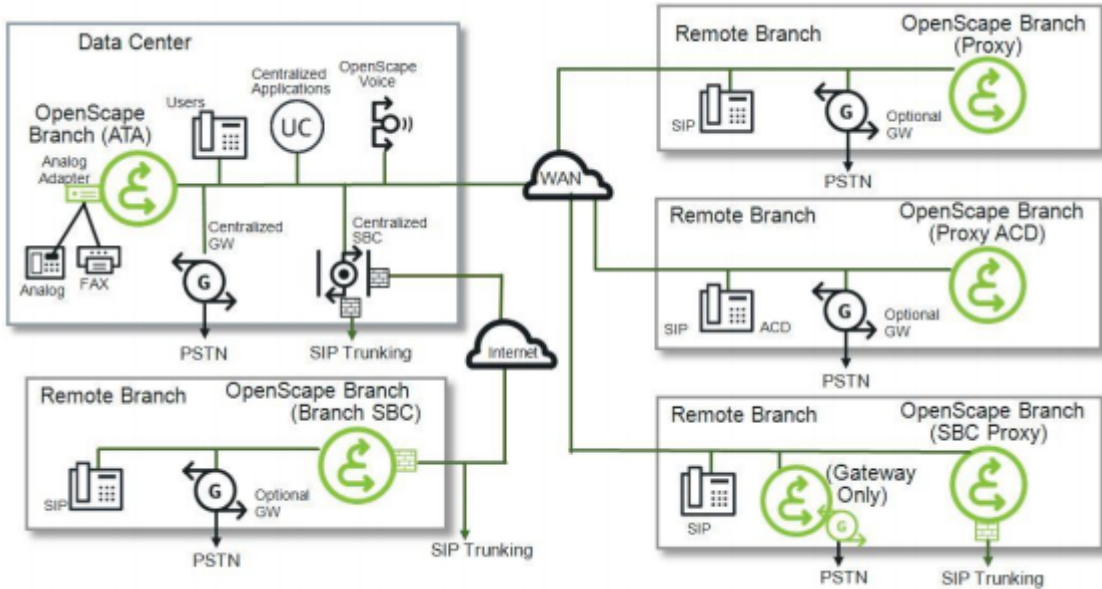 Data Center
OpenScape
Branch (ATA)
Analog
Adapter
Analog
FAX
Users
Centralized
Applications
UC
OpenScape
Voice
Centralized
GW
G
PSTN
Centralized
SBC
SIP Trunking
WAN
Internet
Remote Branch
OpenScape Branch
(Branch SBC)
SIP
G
Optional
GW
PSTN
SIP Trunking
Remote Branch
OpenScape Branch
(Proxy)
SIP
G
Optional
GW
PSTN
Remote Branch
OpenScape Branch
(Proxy ACD)
SIP
ACD
G
Optional
GW
PSTN
Remote Branch
OpenScape Branch
(SBC Proxy)
SIP
(Gateway
Only)
G
PSTN
SIP Trunking